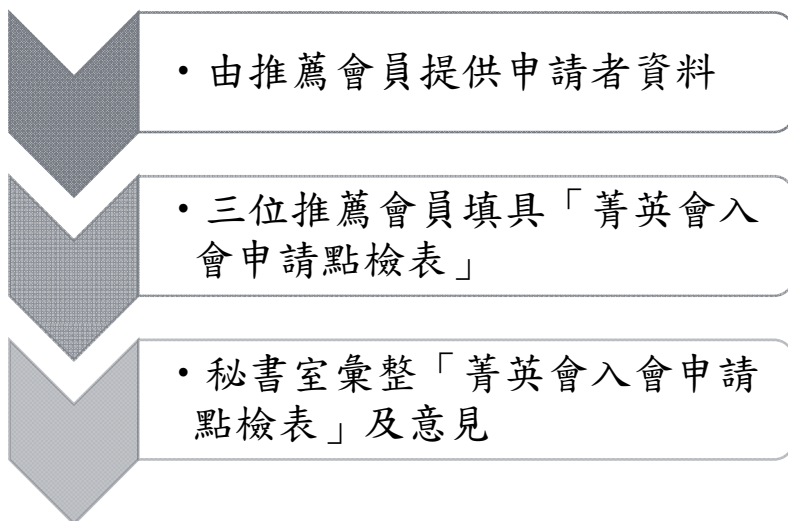 •由推薦會員提供申請者資料
•三位推薦會員填具「菁英會入
會申請點檢表」
•秘書室彙整「菁英會入會申請
點檢表」及意見